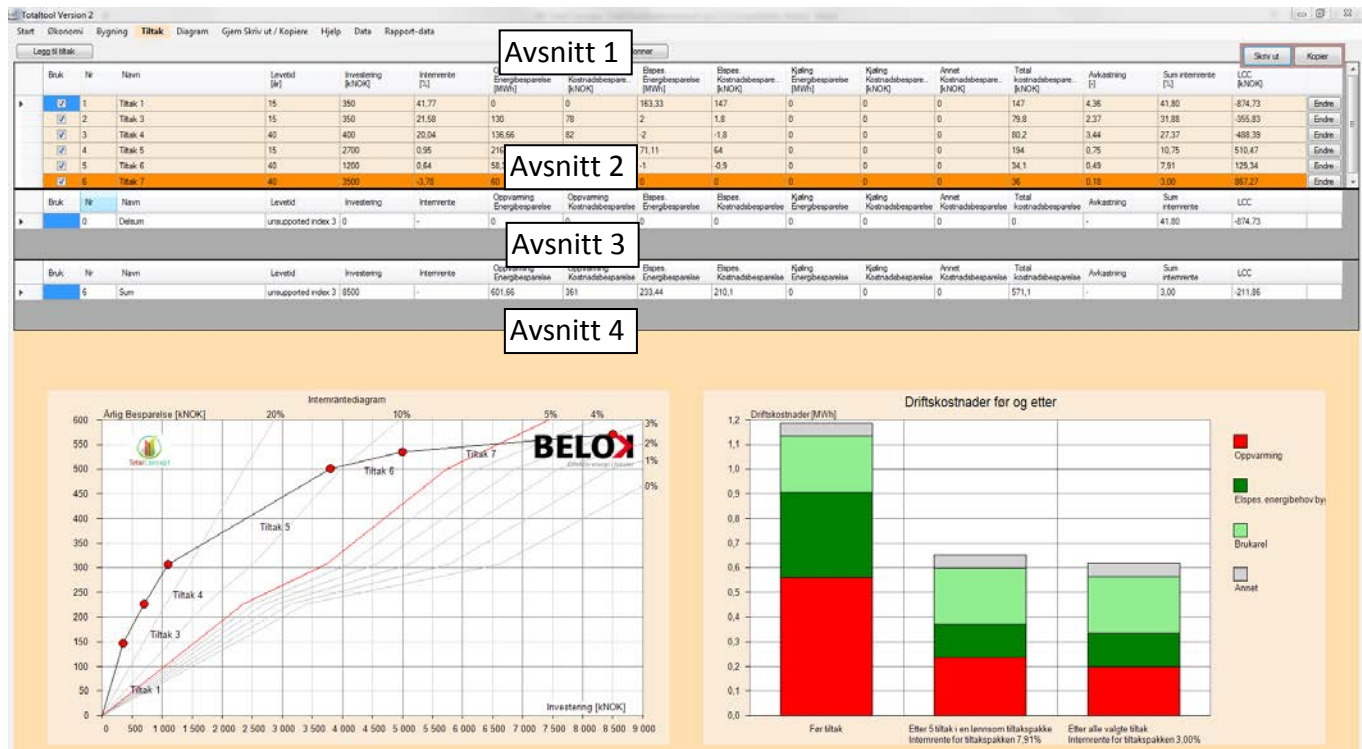 Totaltool Version 2
Start Økonomi Bygning Tiltak Diagram Gjem Skriv ut / Kopiere Hjelp Data Rapport-data
Legg til tiltak Avsnitt 1 Skriv ut Kopier
Bruk Nr Navn Levetid [år] Investering [kNOK] Internrente [%] Energibesparelse [MWh] Kostnadsbespare.. [kNOK] Elspes. Energibesparelse [MWh] Elspes. Kostnadsbespare.. [kNOK] Kjøling Energibesparelse [MWh] Kjøling Kostnadsbespare.. [kNOK] Annet Kostnadsbespare.. [kNOK] Total kostnadsbespare.. [kNOK] Avkastning [-] Sum internrente [%] LCC [kNOK]
1 Tiltak 1 15 350 41,77 0 0 163,33 147 0 0 0 147 4,36 41,80 -874,73 Endre
2 Tiltak 3 15 350 21,58 130 78 2 1,8 0 0 0 79,8 2,37 31,88 -355,83 Endre
3 Tiltak 4 40 400 20,04 136,66 82 -2 -1,8 0 0 0 80,2 3,44 27,37 -488,39 Endre
4 Tiltak 5 15 2700 0,95 71,11 64 0 0 0 194 0,75 10,75 510,47 Endre
Avsnitt 2
5 Tiltak 6 40 1200 0,64 -1 -0,9 0 0 0 34,1 0,49 7,91 129,34 Endre
6 Tiltak 7 40 3500 -3,78 60 0 0 0 0 0 36 0,18 3,00 867,27 Endre
Bruk Nr Navn Levetid Investering Internrente Oppvarming Energibesparelse Oppvarming Kostnadsbesparelse Elspes. Energibesparelse Elspes. Kostnadsbesparelse Kjøling Energibesparelse Kjøling Kostnadsbesparelse Annet Kostnadsbesparelse Total kostnadsbesparelse Avkastning Sum internrente LCC
0 Delsum unsupported index 3 0 - 0 0 0 0 0 0 0 0 - 41,80 -874,73
Avsnitt 3
Bruk Nr Navn Levetid Investering Internrente Oppvarming Energibesparelse Oppvarming Kostnadsbesparelse Elspes. Energibesparelse Elspes. Kostnadsbesparelse Kjøling Energibesparelse Kjøling Kostnadsbesparelse Annet Kostnadsbesparelse Total kostnadsbesparelse Avkastning Sum internrente LCC
6 Sum unsupported index 3 8500 - 601,66 361 233,44 210,1 0 0 0 571,1 - 3,00 -211,86
Avsnitt 4
Internräntediagram
Årlig Besparelse [kNOK]
20% 10% 5% 4% 3% 2% 1% 0%
600
550
500
450
400
350
300
250
200
150
100
50
0
BELOK
Tiltak 7
Tiltak 6
Tiltak 5
Tiltak 4
Tiltak 3
Tiltak 1
Investering [kNOK]
0 500 1 000 1 500 2 000 2 500 3 000 3 500 4 000 4 500 5 000 5 500 6 000 6 500 7 000 7 500 8 000 8 500 9 000
Driftskostnader før og etter
Driftskostnader [MWh]
1,2
1,1
1,0
0,9
0,8
0,7
0,6
0,5
0,4
0,3
0,2
0,1
0,0
Før tiltak
Etter 5 tiltak i en lønnsom tiltakspakke
Internrente for tiltakspakken 7,91%
Etter alle valgte tiltak
Internrente for tiltakspakken 3,00%
Oppvarming
Elspes. energibehov by
Brukarel
Annet